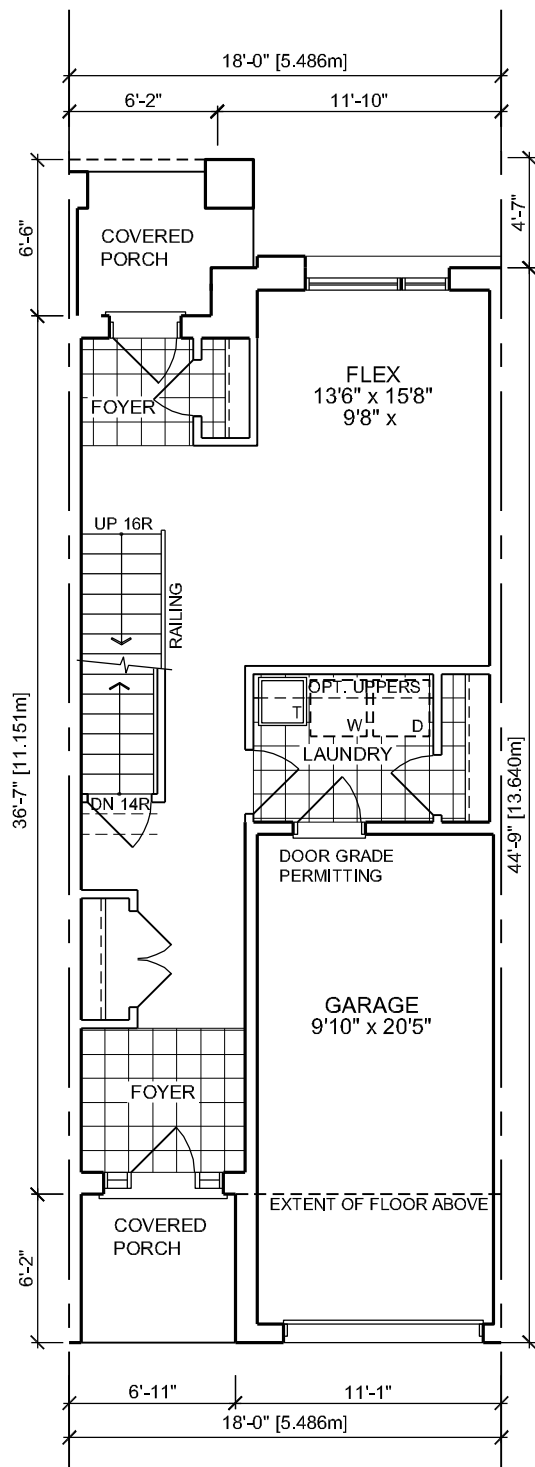 18'-0" [5.486m]
6'-2"
11'-10"
6'-6"
4'-7"
COVERED
PORCH
FOYER
FLEX
13'6" x 15'8"
9'8" x
UP 16R
RAILING
OPT. UPPERS
T
W
D
LAUNDRY
DN 14R
36'-7" [11.151m]
44'-9" [13.640m]
DOOR GRADE
PERMITTING
GARAGE
9'10" x 20'5"
FOYER
EXTENT OF FLOOR ABOVE
COVERED
PORCH
6'-2"
6'-11"
11'-1"
18'-0" [5.486m]